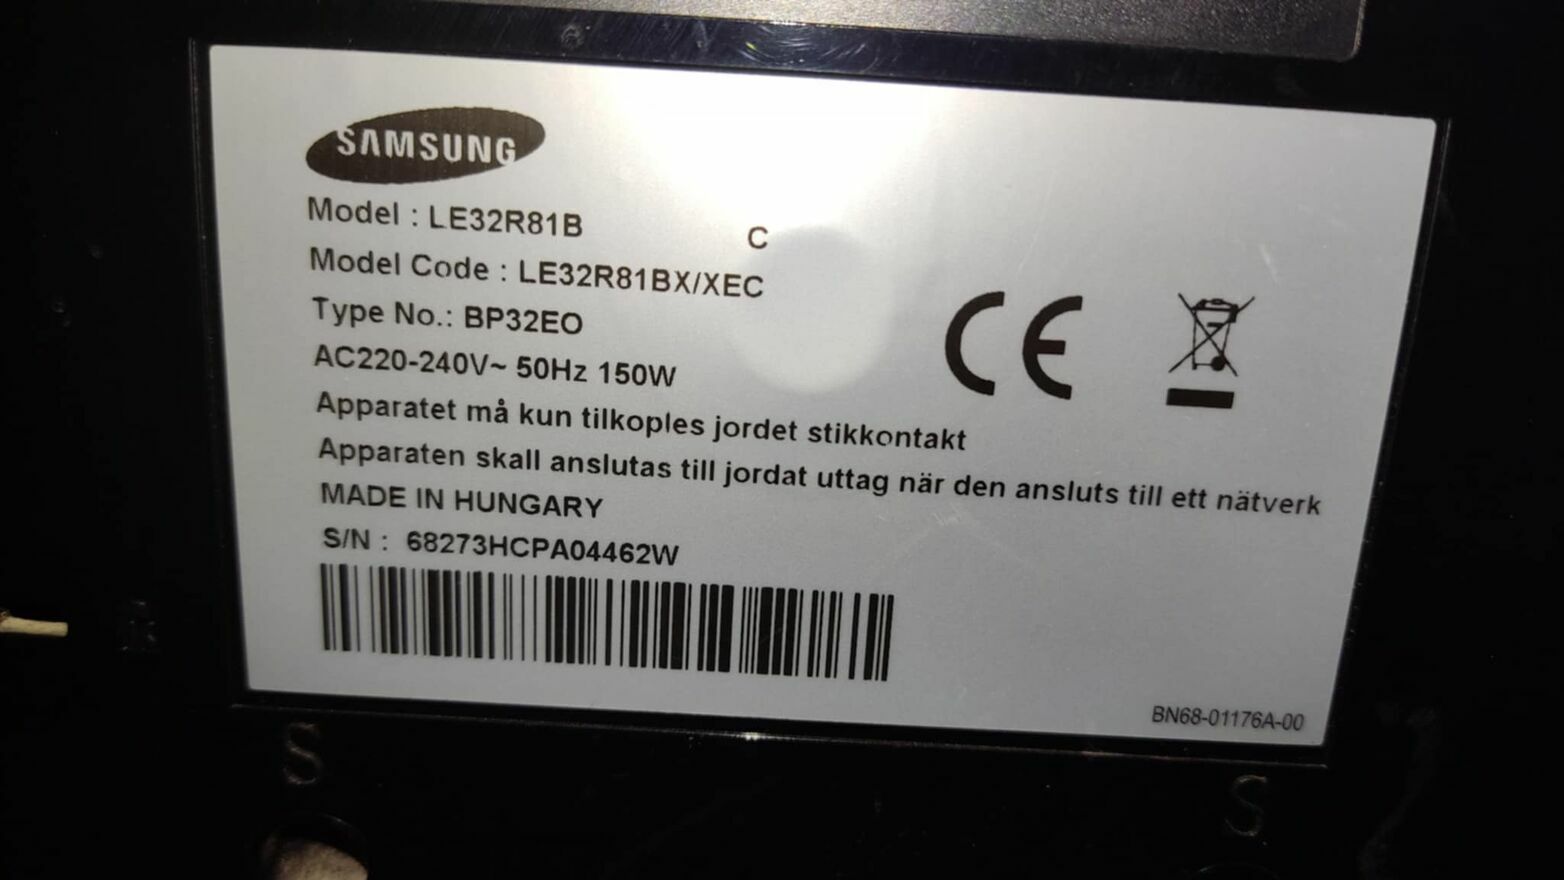 SAMSUNG
Model : LE32R81B
C
Model Code : LE32R81BX/XEC
Type No.: BP32EO
AC220-240V~ 50Hz 150W
Apparatet må kun tilkoples jordet stikkontakt
Apparaten skall anslutas till jordat uttag när den ansluts till ett nätverk
MADE IN HUNGARY
S/N : 68273HCPA04462W
CE
BN68-01176A-00
S
S